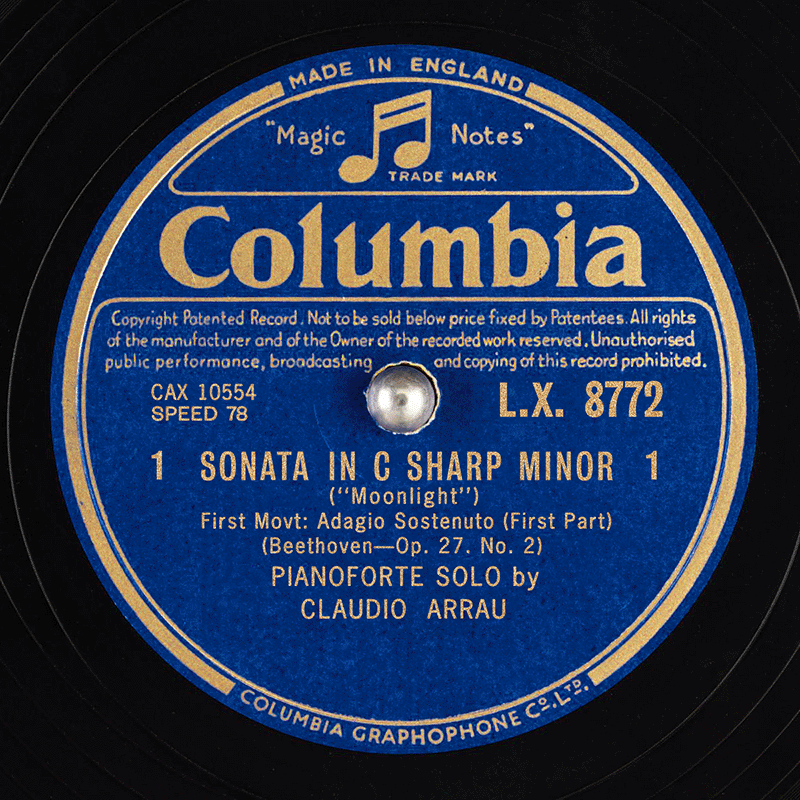 MADE IN ENGLAND
"Magic Notes"
TRADE MARK
Columbia
Copyright Patented Record. Not to be sold below price fixed by Patentees. All rights
of the manufacturer and of the Owner of the recorded work reserved. Unauthorised
public performance, broadcasting and copying of this record prohibited.
CAX 10554 L.X. 8772
SPEED 78
1 SONATA IN C SHARP MINOR 1
("Moonlight")
First Movt: Adagio Sostenuto (First Part)
(Beethoven—Op. 27. No. 2)
PIANOFORTE SOLO by
CLAUDIO ARRAU
COLUMBIA GRAPHOPHONE Co. LTD.